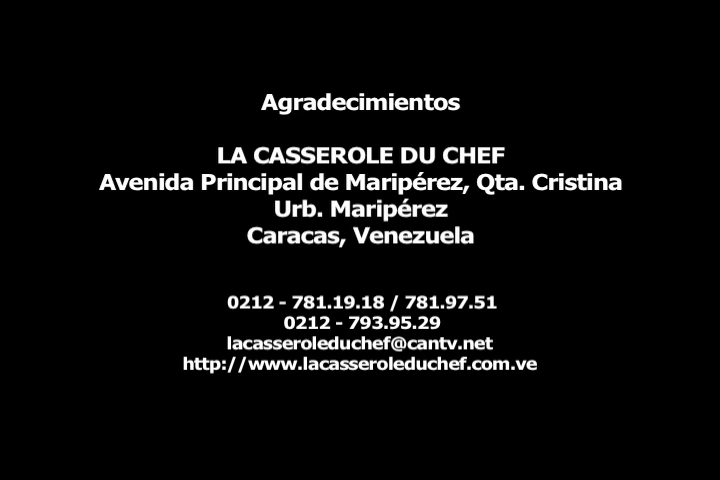 Agradecimientos
LA CASSEROLE DU CHEF
Avenida Principal de Maripérez, Qta. Cristina
Urb. Maripérez
Caracas, Venezuela
0212 - 781.19.18 / 781.97.51
0212 - 793.95.29
lacasseroleduchef@cantv.net
http://www.lacasseroleduchef.com.ve